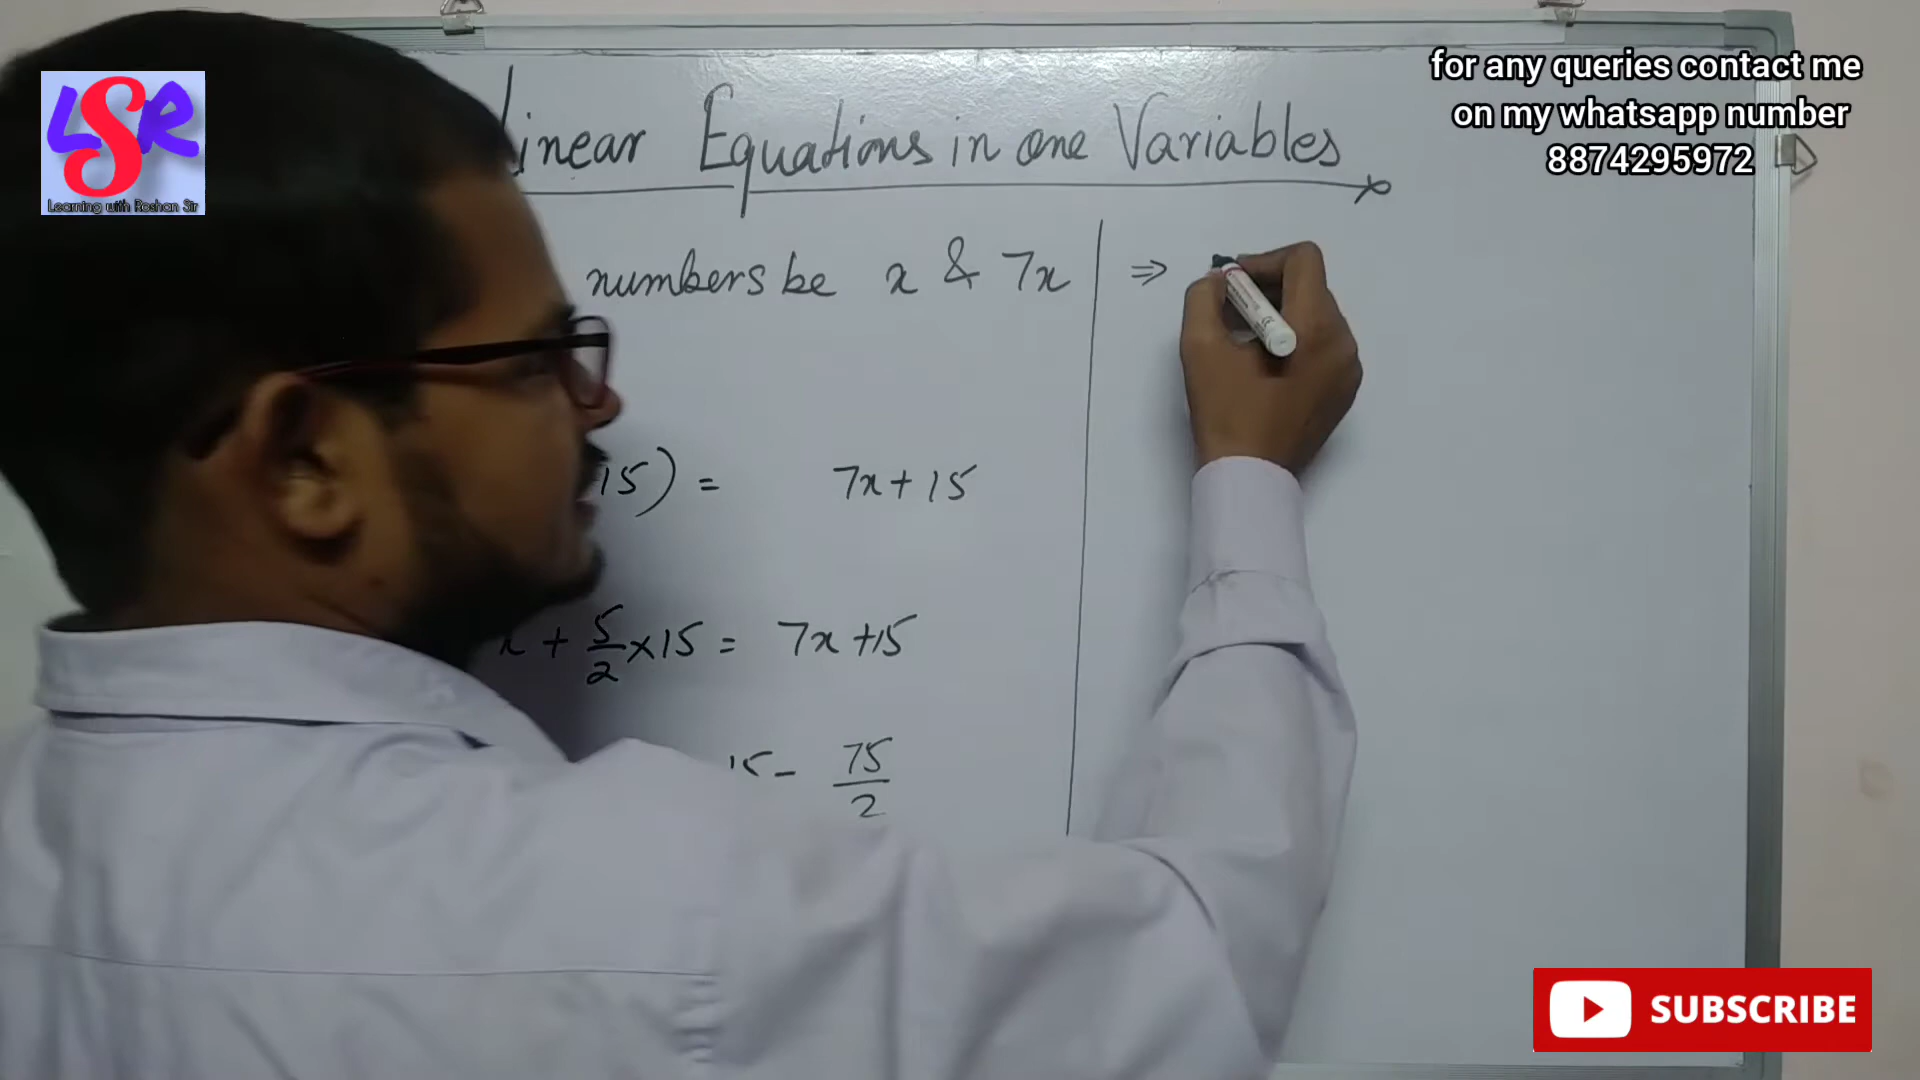 LSR
Learning with Roshan Sir
for any queries contact me
on my whatsapp number
8874295972
Linear Equations in one Variables
numbers be x & 7x
⇒
15) = 7x + 15
x + 5/2 × 15 = 7x + 15
15 - 75/2
SUBSCRIBE